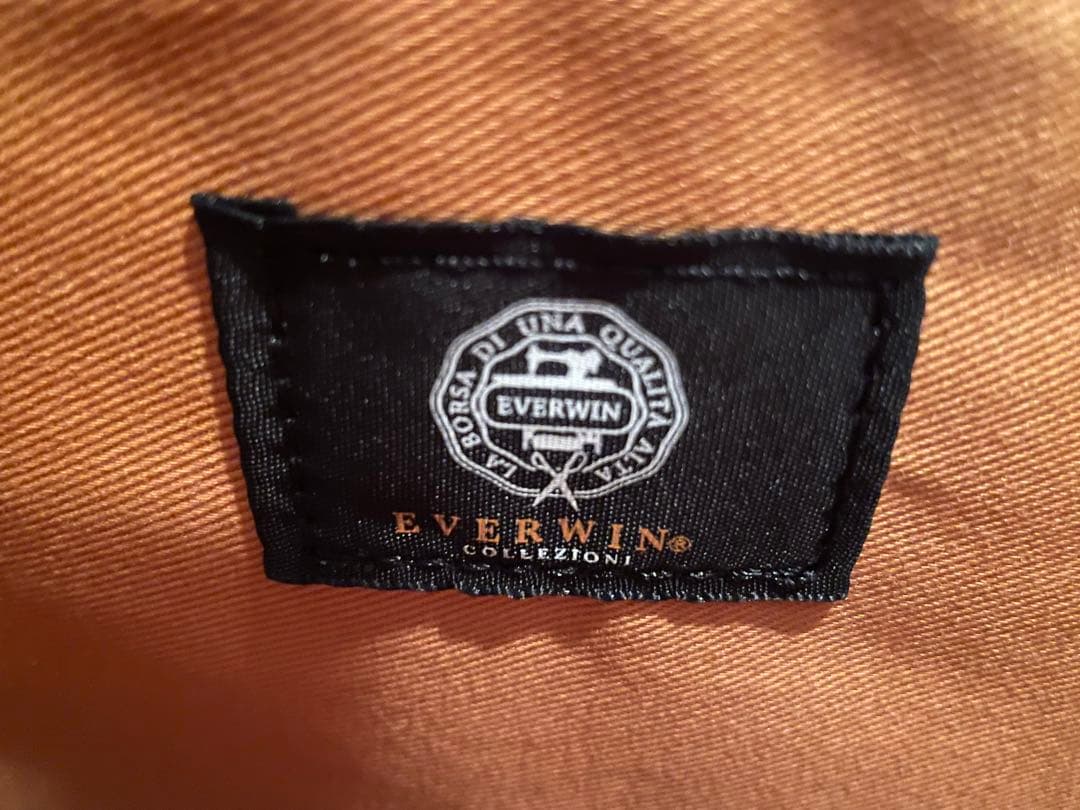 LA BORSA DI UNA QUALITÀ ALTA
EVERWIN
EVERWIN®
COLLEZIONI